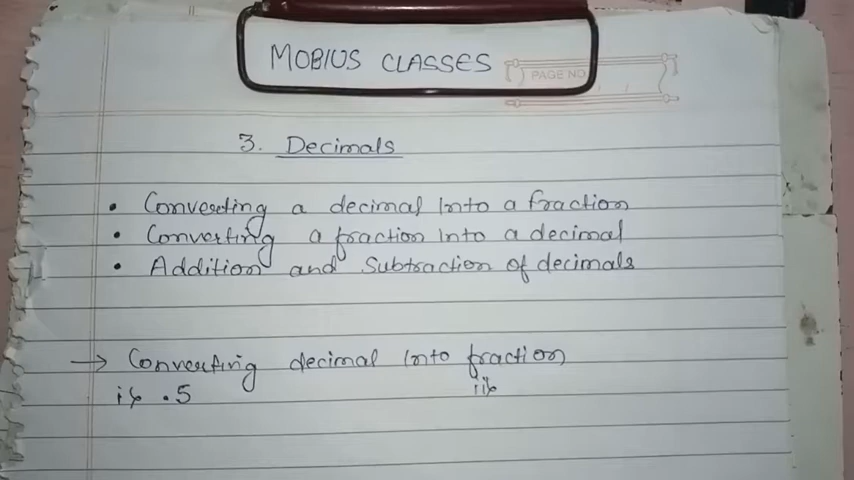 MOBIUS CLASSES
PAGE NO.
3. Decimals
• Converting a decimal into a fraction
• Converting a fraction into a decimal
• Addition and Subtraction of decimals
→ Converting decimal into fraction
i> .5 ii>